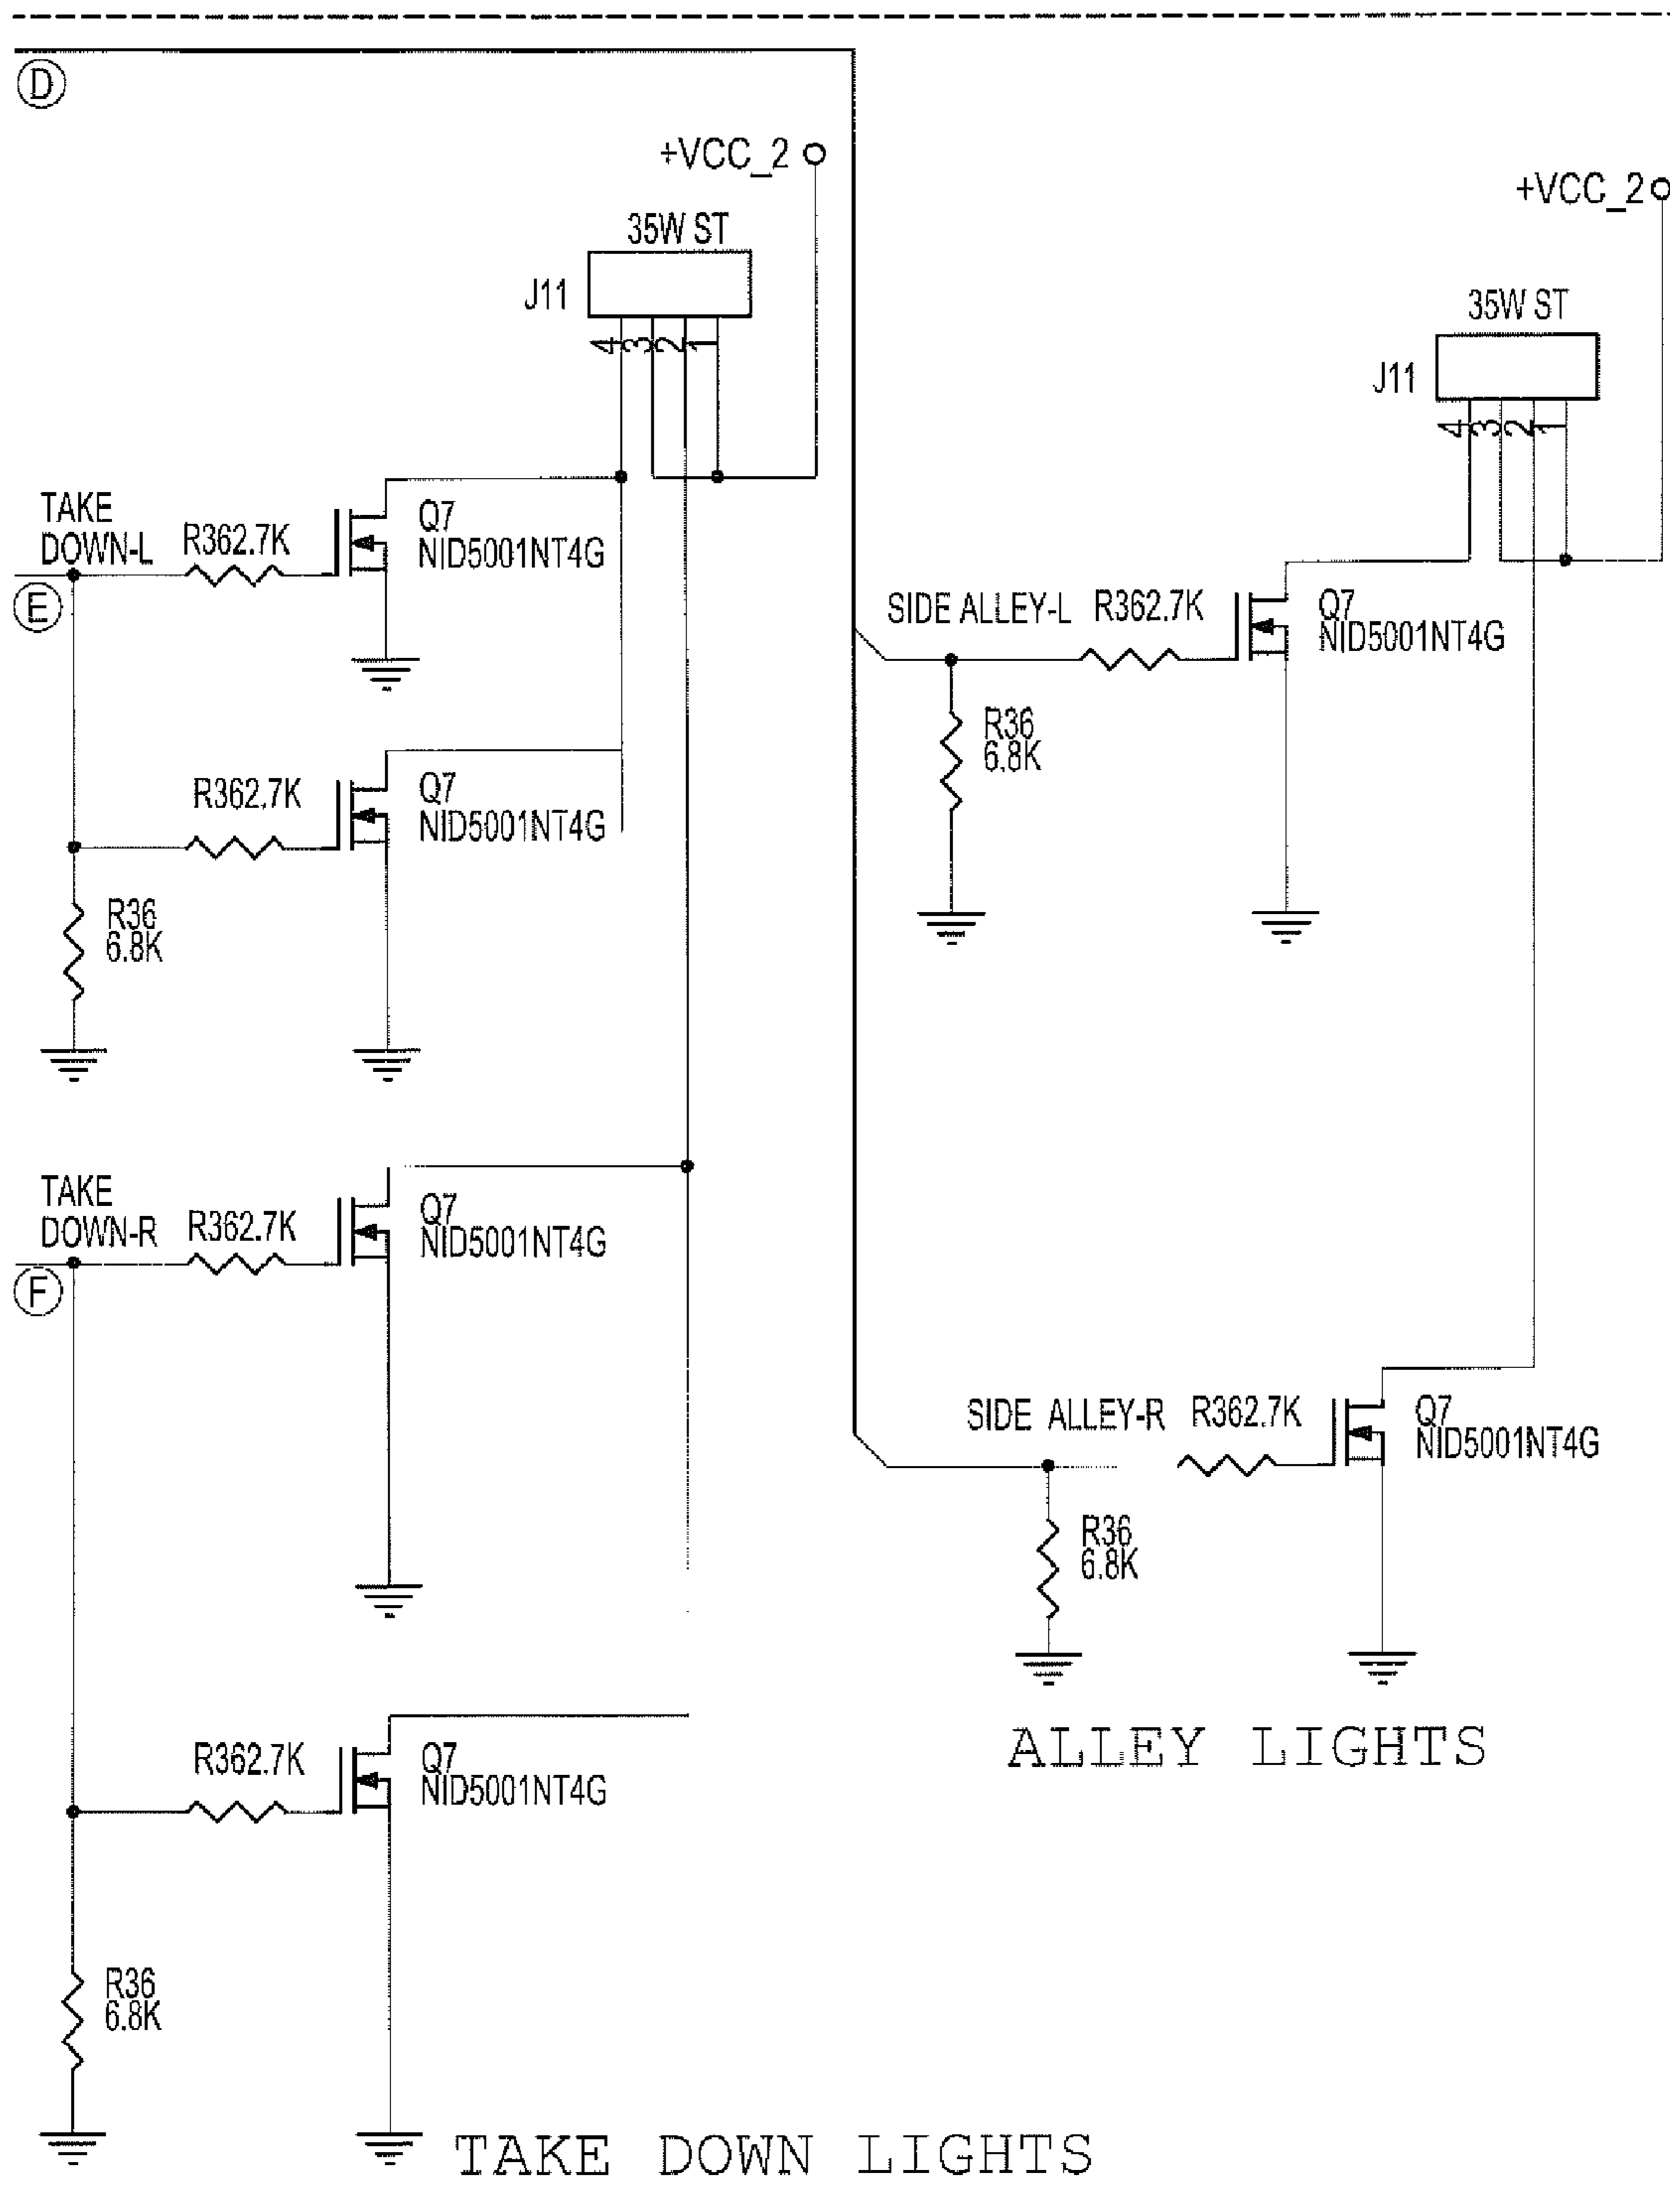 D
+VCC_2
35W ST
J11
4 3 2 1
TAKE
DOWN-L
R362.7K
Q7
NID5001NT4G
E
R362.7K
Q7
NID5001NT4G
R36
6.8K
TAKE
DOWN-R
R362.7K
Q7
NID5001NT4G
F
R362.7K
Q7
NID5001NT4G
R36
6.8K
TAKE DOWN LIGHTS
+VCC_2
35W ST
J11
4 3 2 1
SIDE ALLEY-L
R362.7K
Q7
NID5001NT4G
R36
6.8K
SIDE ALLEY-R
R362.7K
Q7
NID5001NT4G
R36
6.8K
ALLEY LIGHTS